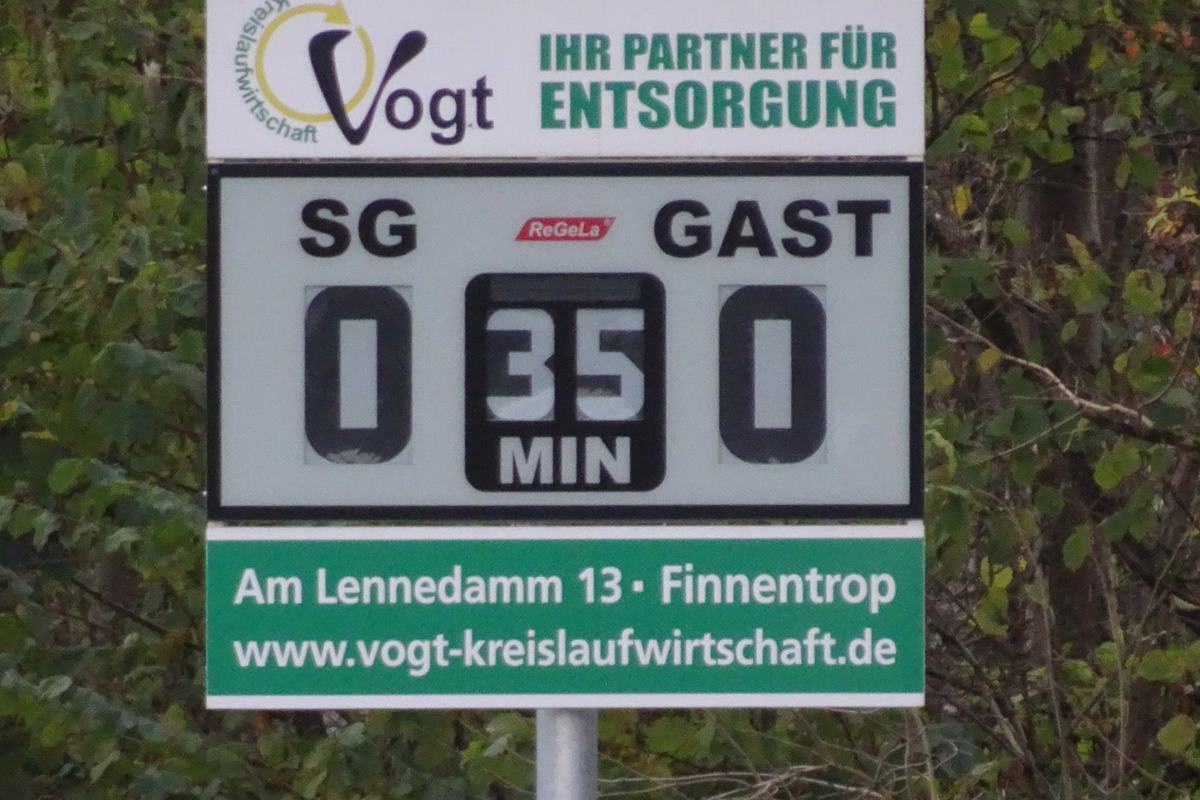 Kreislaufwirtschaft
Vogt
IHR PARTNER FÜR
ENTSORGUNG
SG
ReGeLa®
GAST
0
35
0
MIN
Am Lennedamm 13 · Finnentrop
www.vogt-kreislaufwirtschaft.de